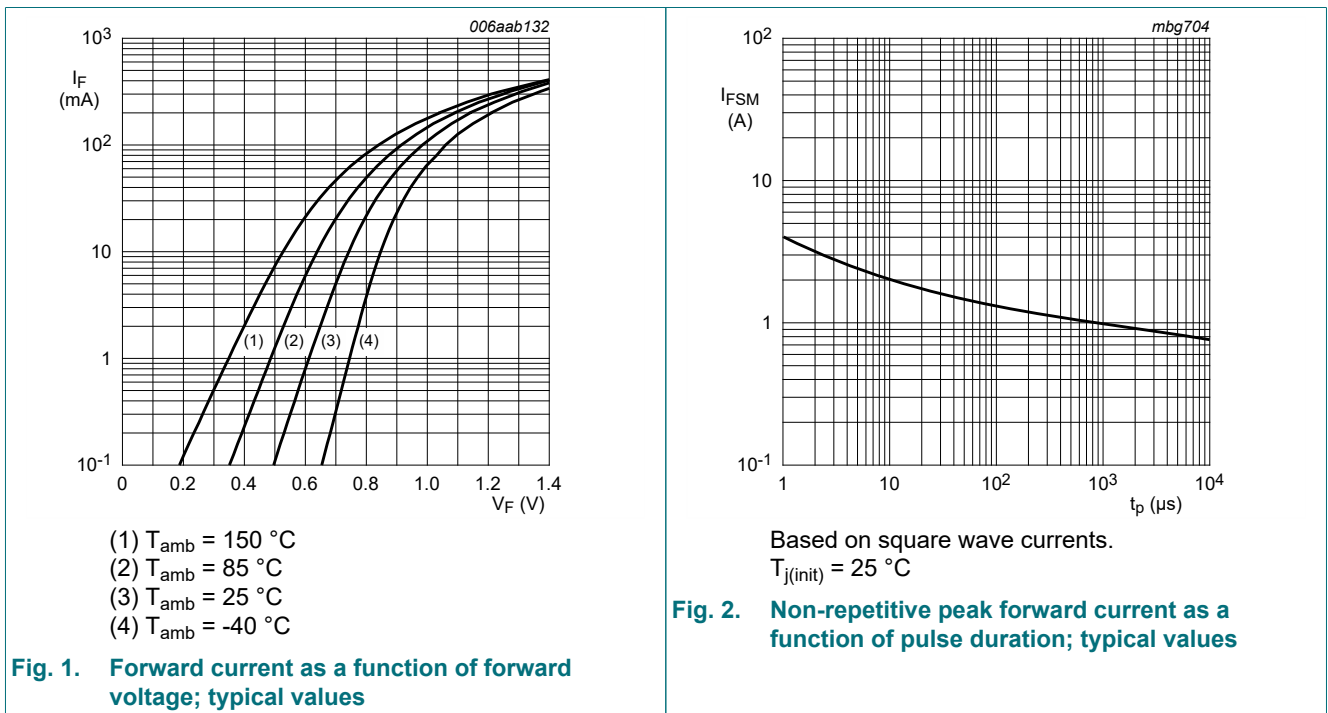 006aab132
10³
I_F
(mA)
10²
10
1
10⁻¹
(1) (2) (3) (4)
0 0.2 0.4 0.6 0.8 1.0 1.2 1.4
V_F (V)
(1) T_amb = 150 °C
(2) T_amb = 85 °C
(3) T_amb = 25 °C
(4) T_amb = -40 °C
Fig. 1. Forward current as a function of forward
voltage; typical values
mbg704
10²
I_FSM
(A)
10
1
10⁻¹
1 10 10² 10³ 10⁴
t_p (µs)
Based on square wave currents.
T_j(init) = 25 °C
Fig. 2. Non-repetitive peak forward current as a
function of pulse duration; typical values